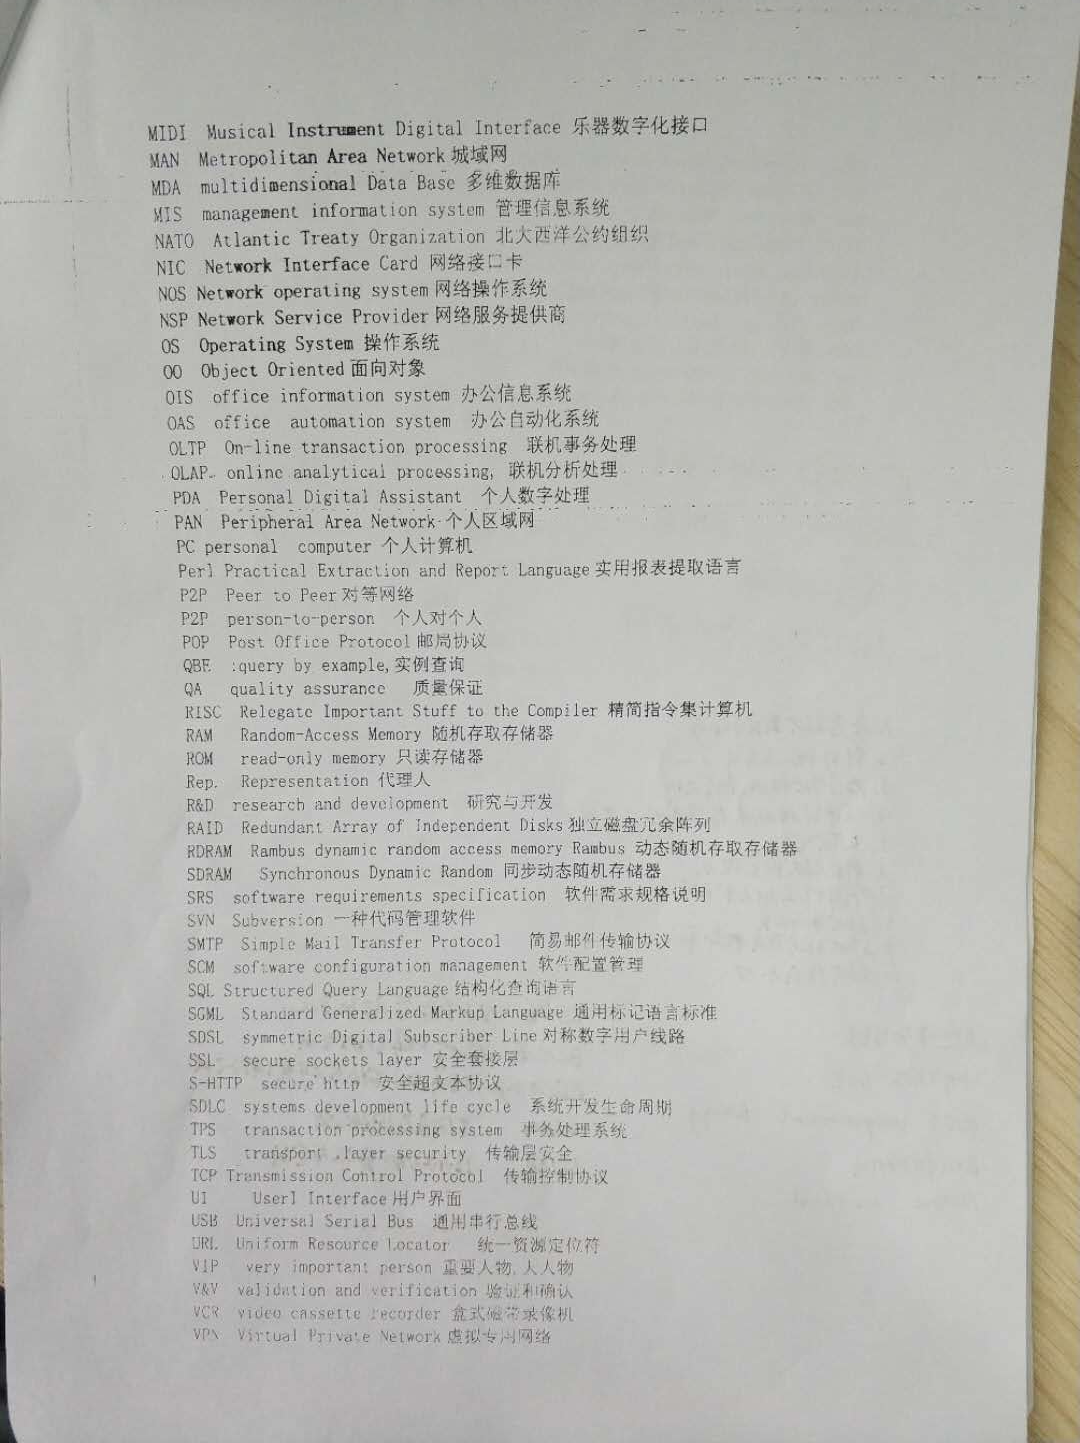 MIDI Musical Instrument Digital Interface 乐器数字化接口
MAN Metropolitan Area Network 城域网
MDA multidimensional Data Base 多维数据库
MIS management information system 管理信息系统
NATO Atlantic Treaty Organization 北大西洋公约组织
NIC Network Interface Card 网络接口卡
NOS Network operating system 网络操作系统
NSP Network Service Provider 网络服务提供商
OS Operating System 操作系统
OO Object Oriented 面向对象
OIS office information system 办公信息系统
OAS office automation system 办公自动化系统
OLTP On-line transaction processing 联机事务处理
OLAP online analytical processing, 联机分析处理
PDA Personal Digital Assistant 个人数字处理
PAN Peripheral Area Network 个人区域网
PC personal computer 个人计算机
Perl Practical Extraction and Report Language 实用报表提取语言
P2P Peer to Peer 对等网络
P2P person-to-person 个人对个人
POP Post Office Protocol 邮局协议
QBE :query by example,实例查询
QA quality assurance 质量保证
RISC Relegate Important Stuff to the Compiler 精简指令集计算机
RAM Random-Access Memory 随机存取存储器
ROM read-only memory 只读存储器
Rep. Representation 代理人
R&D research and development 研究与开发
RAID Redundant Array of Independent Disks 独立磁盘冗余阵列
RDRAM Rambus dynamic random access memory Rambus 动态随机存取存储器
SDRAM Synchronous Dynamic Random 同步动态随机存储器
SRS software requirements specification 软件需求规格说明
SVN Subversion 一种代码管理软件
SMTP Simple Mail Transfer Protocol 简易邮件传输协议
SCM software configuration management 软件配置管理
SQL Structured Query Language 结构化查询语言
SGML Standard Generalized Markup Language 通用标记语言标准
SDSL symmetric Digital Subscriber Line 对称数字用户线路
SSL secure sockets layer 安全套接层
S-HTTP secure http 安全超文本协议
SDLC systems development life cycle 系统开发生命周期
TPS transaction processing system 事务处理系统
TLS transport layer security 传输层安全
TCP Transmission Control Protocol 传输控制协议
UI User1 Interface 用户界面
USB Universal Serial Bus 通用串行总线
URL Uniform Resource Locator 统一资源定位符
VIP very important person 重要人物,大人物
V&V validation and verification 验证和确认
VCR video cassette recorder 盒式磁带录像机
VPN Virtual Private Network 虚拟专用网络